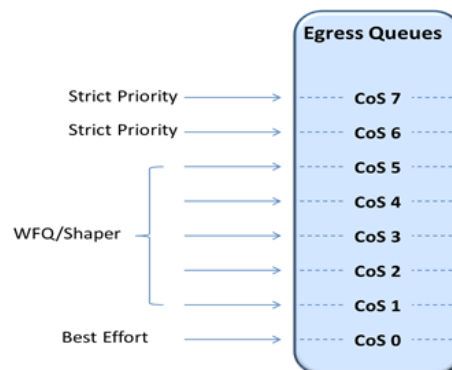 Egress Queues
Strict Priority CoS 7
Strict Priority CoS 6
CoS 5
CoS 4
WFQ/Shaper CoS 3
CoS 2
CoS 1
Best Effort CoS 0